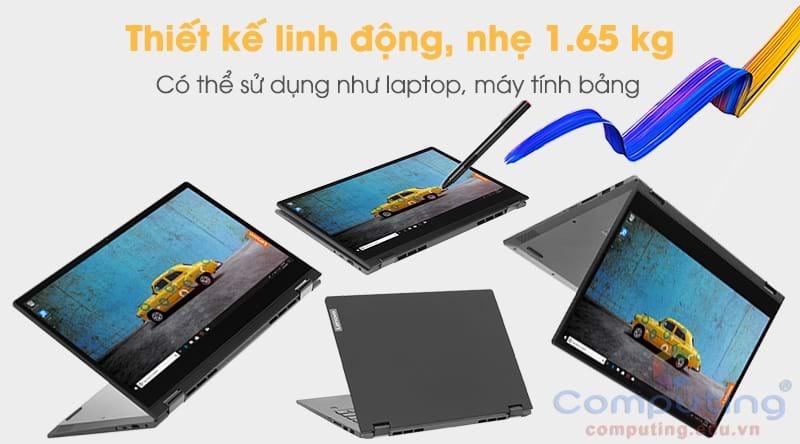 Thiết kế linh động, nhẹ 1.65 kg
Có thể sử dụng như laptop, máy tính bảng
Lenovo
Computing®
computing.edu.vn